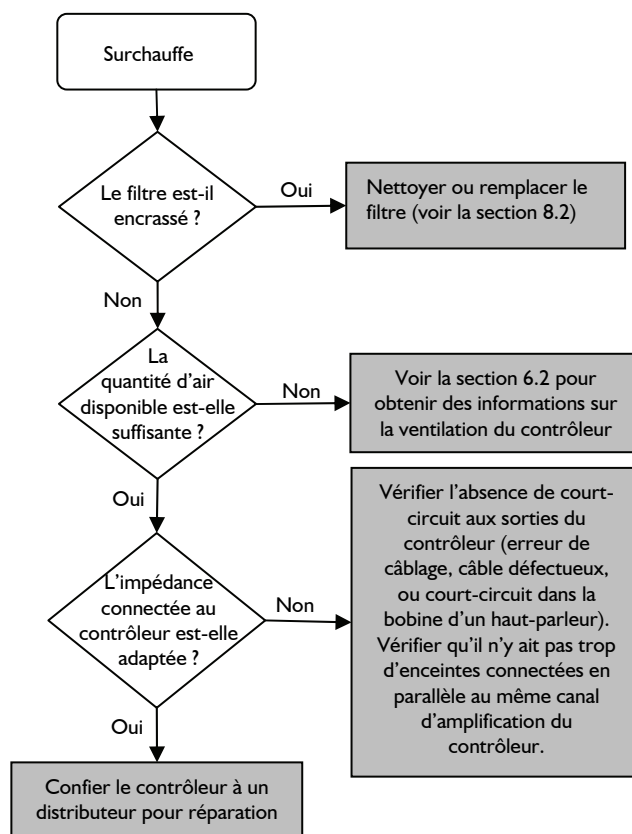 Surchauffe
Le filtre est-il
encrassé ?
Oui
Nettoyer ou remplacer le
filtre (voir la section 8.2)
Non
La
quantité d’air
disponible est-elle
suffisante ?
Non
Voir la section 6.2 pour
obtenir des informations sur
la ventilation du contrôleur
Oui
L’impédance
connectée au
contrôleur est-elle
adaptée ?
Non
Vérifier l’absence de court-
circuit aux sorties du
contrôleur (erreur de
câblage, câble défectueux,
ou court-circuit dans la
bobine d’un haut-parleur).
Vérifier qu’il n’y ait pas trop
d’enceintes connectées en
parallèle au même canal
d’amplification du
contrôleur.
Oui
Confier le contrôleur à un
distributeur pour réparation